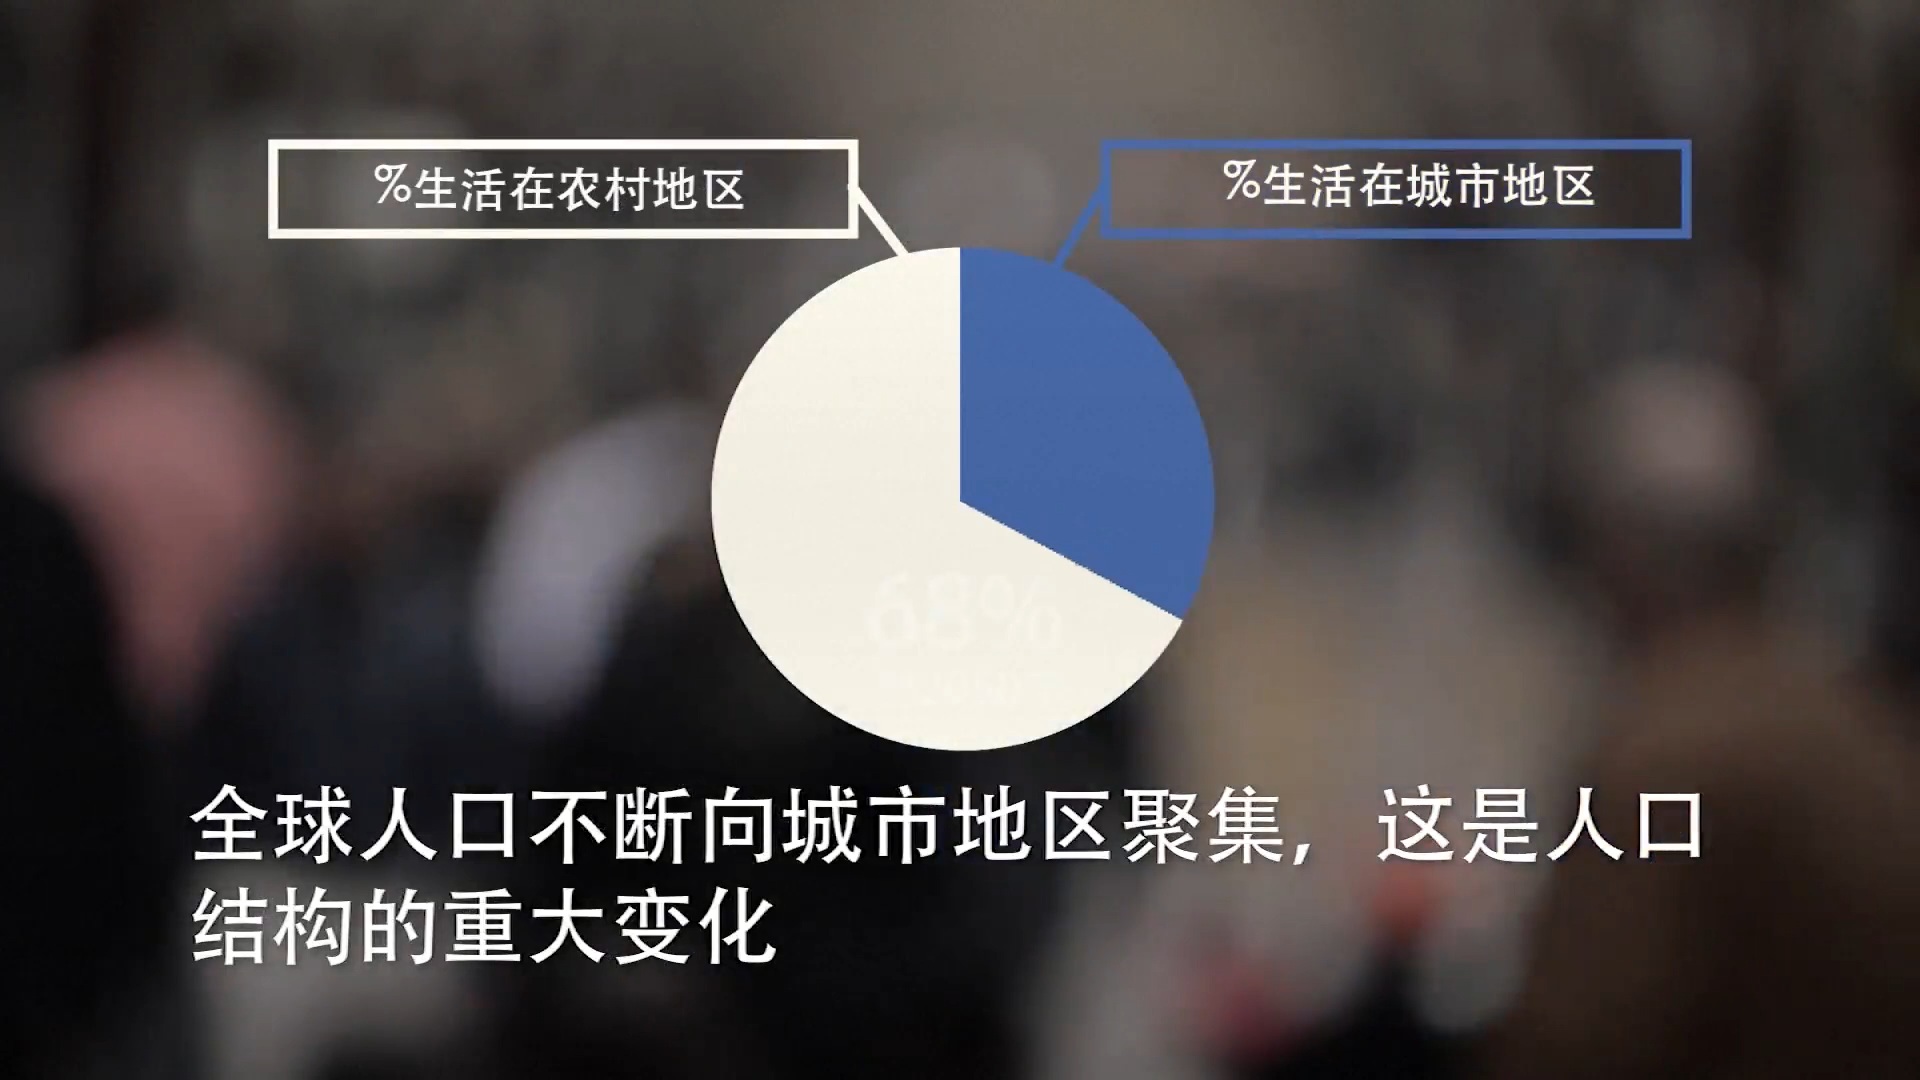 %生活在农村地区
%生活在城市地区
68%
全球人口不断向城市地区聚集，这是人口
结构的重大变化